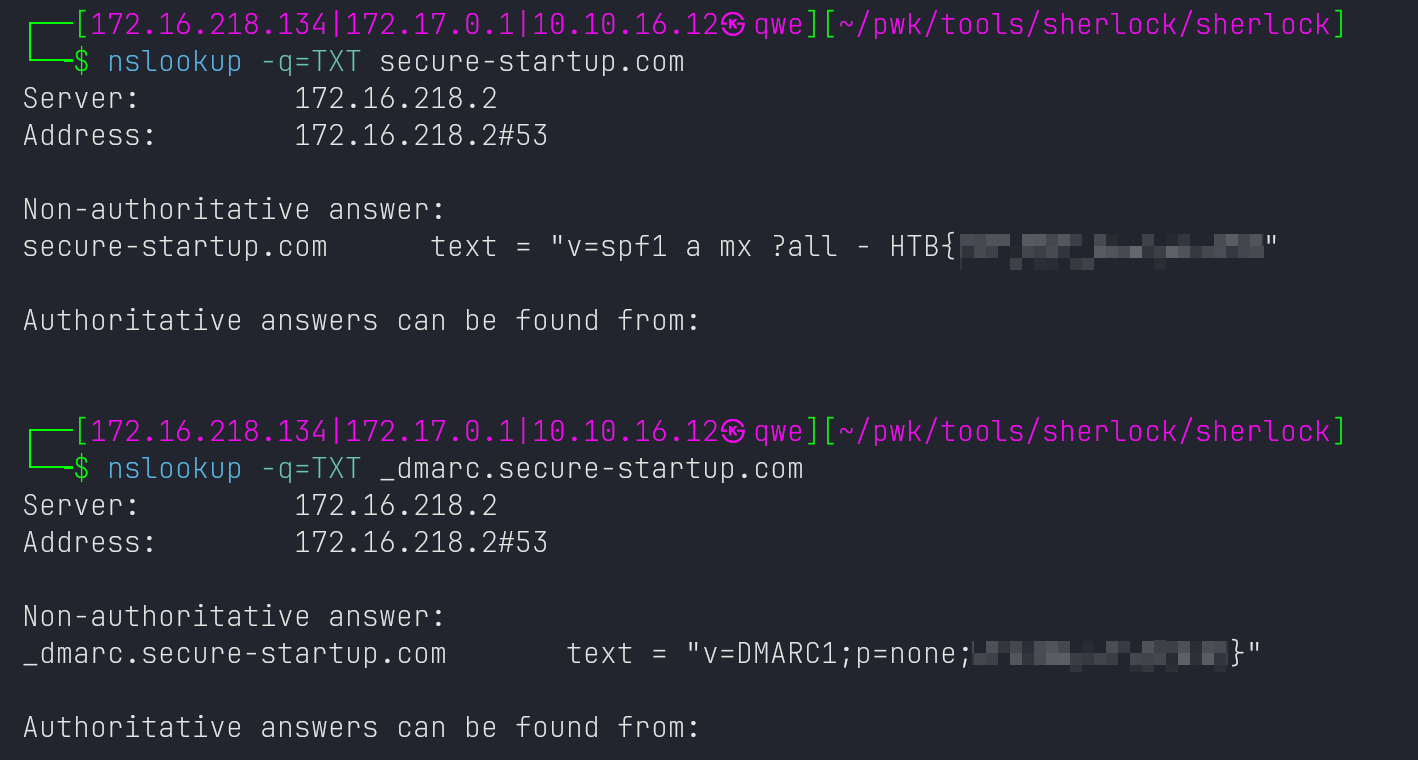 ┌──[172.16.218.134|172.17.0.1|10.10.16.12㉿qwe][~/pwk/tools/sherlock/sherlock]
└─$ nslookup -q=TXT secure-startup.com
Server: 172.16.218.2
Address: 172.16.218.2#53
Non-authoritative answer:
secure-startup.com text = "v=spf1 a mx ?all - HTB{"
Authoritative answers can be found from:
┌──[172.16.218.134|172.17.0.1|10.10.16.12㉿qwe][~/pwk/tools/sherlock/sherlock]
└─$ nslookup -q=TXT _dmarc.secure-startup.com
Server: 172.16.218.2
Address: 172.16.218.2#53
Non-authoritative answer:
_dmarc.secure-startup.com text = "v=DMARC1;p=none;}"
Authoritative answers can be found from: